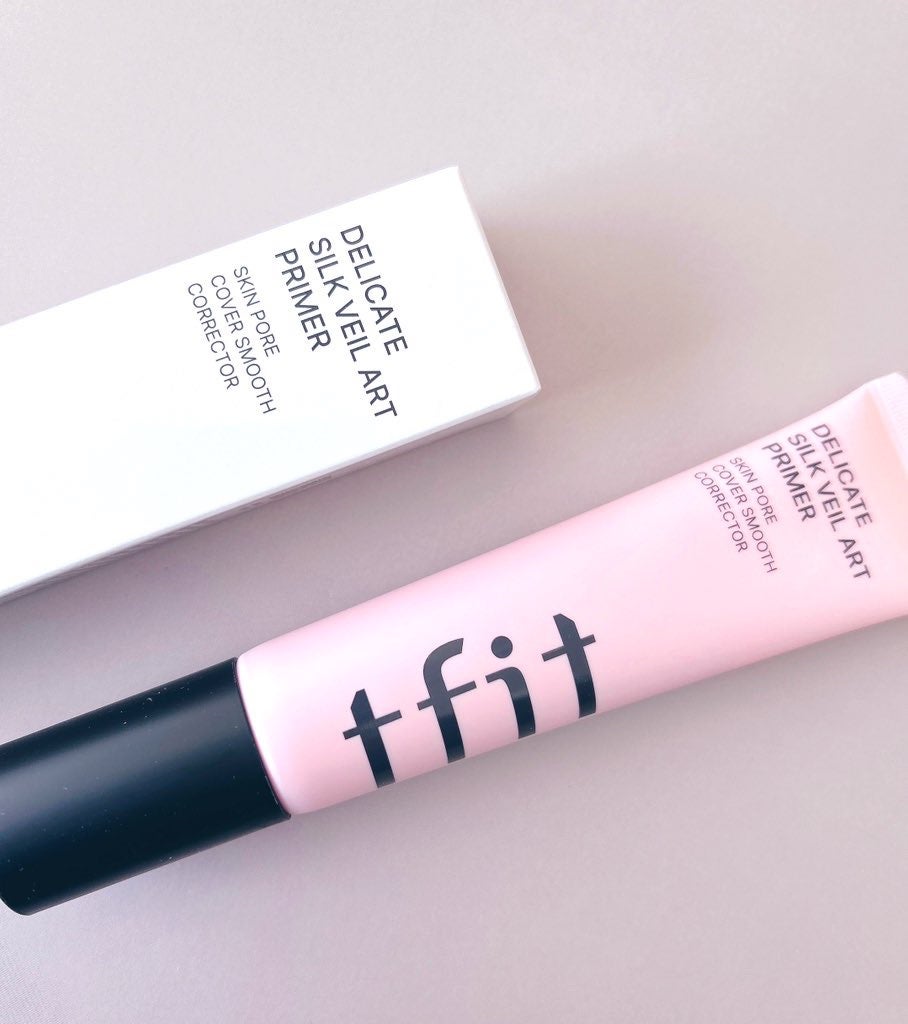 DELICATE
SILK VEIL ART
PRIMER
SKIN PORE
COVER SMOOTH
CORRECTOR
DELICATE
SILK VEIL ART
PRIMER
SKIN PORE
COVER SMOOTH
CORRECTOR
tfit